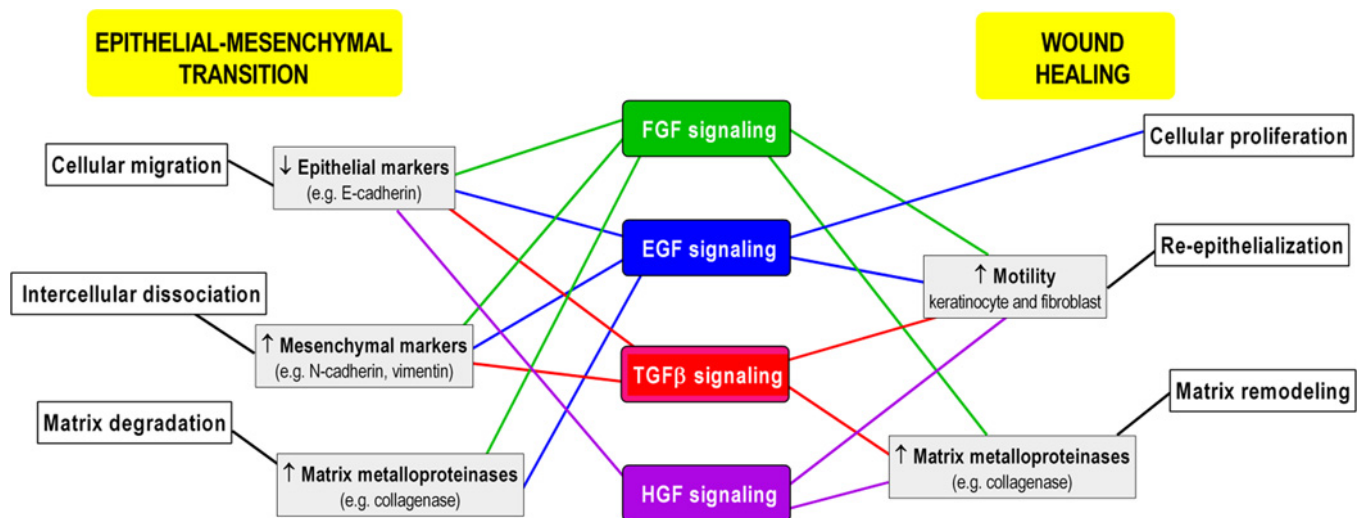 EPITHELIAL-MESENCHYMAL
TRANSITION
WOUND
HEALING
FGF signaling
Cellular proliferation
Cellular migration
↓ Epithelial markers
(e.g. E-cadherin)
EGF signaling
Re-epithelialization
↑ Motility
keratinocyte and fibroblast
Intercellular dissociation
↑ Mesenchymal markers
(e.g. N-cadherin, vimentin)
TGFβ signaling
Matrix remodeling
Matrix degradation
↑ Matrix metalloproteinases
(e.g. collagenase)
HGF signaling
↑ Matrix metalloproteinases
(e.g. collagenase)